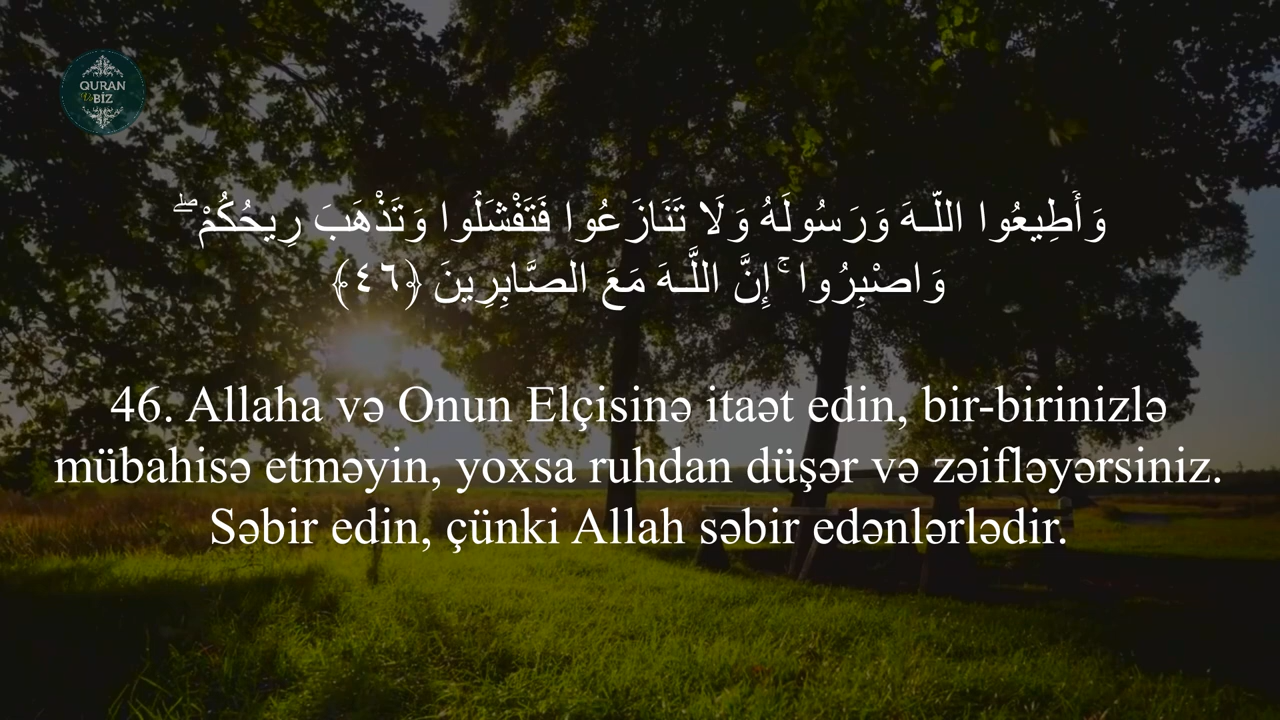 QURAN
BİZ
وَأَطِيعُوا اللَّـهَ وَرَسُولَهُ وَلَا تَنَازَعُوا فَتَفْشَلُوا وَتَذْهَبَ رِيحُكُمْ ۖ
وَاصْبِرُوا ۚ إِنَّ اللَّـهَ مَعَ الصَّابِرِينَ ﴿٤٦﴾
46. Allaha və Onun Elçisinə itaət edin, bir-birinizlə
mübahisə etməyin, yoxsa ruhdan düşər və zəifləyərsiniz.
Səbir edin, çünki Allah səbir edənlərlədir.